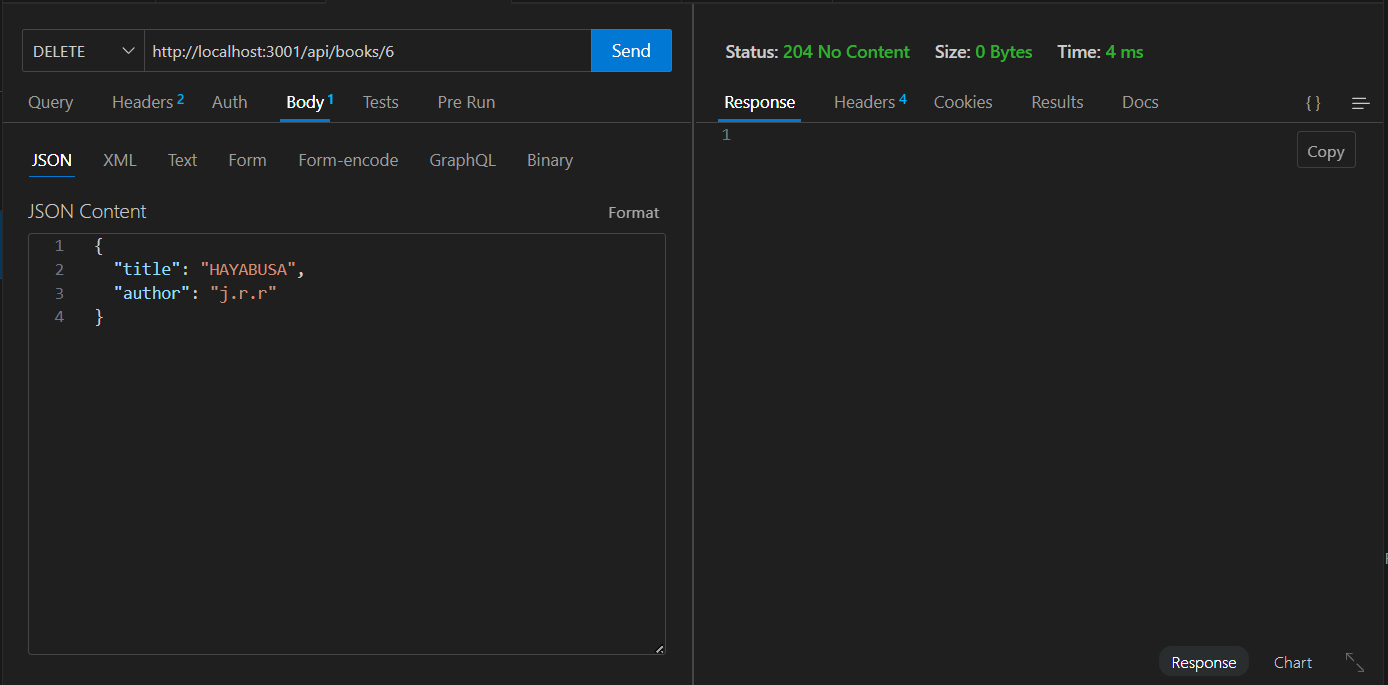 DELETE http://localhost:3001/api/books/6 Send
Query Headers 2 Auth Body 1 Tests Pre Run
JSON XML Text Form Form-encode GraphQL Binary
JSON Content Format
1 {
2 "title": "HAYABUSA",
3 "author": "j.r.r"
4 }
Status: 204 No Content Size: 0 Bytes Time: 4 ms
Response Headers 4 Cookies Results Docs { }
1
Copy
Response Chart